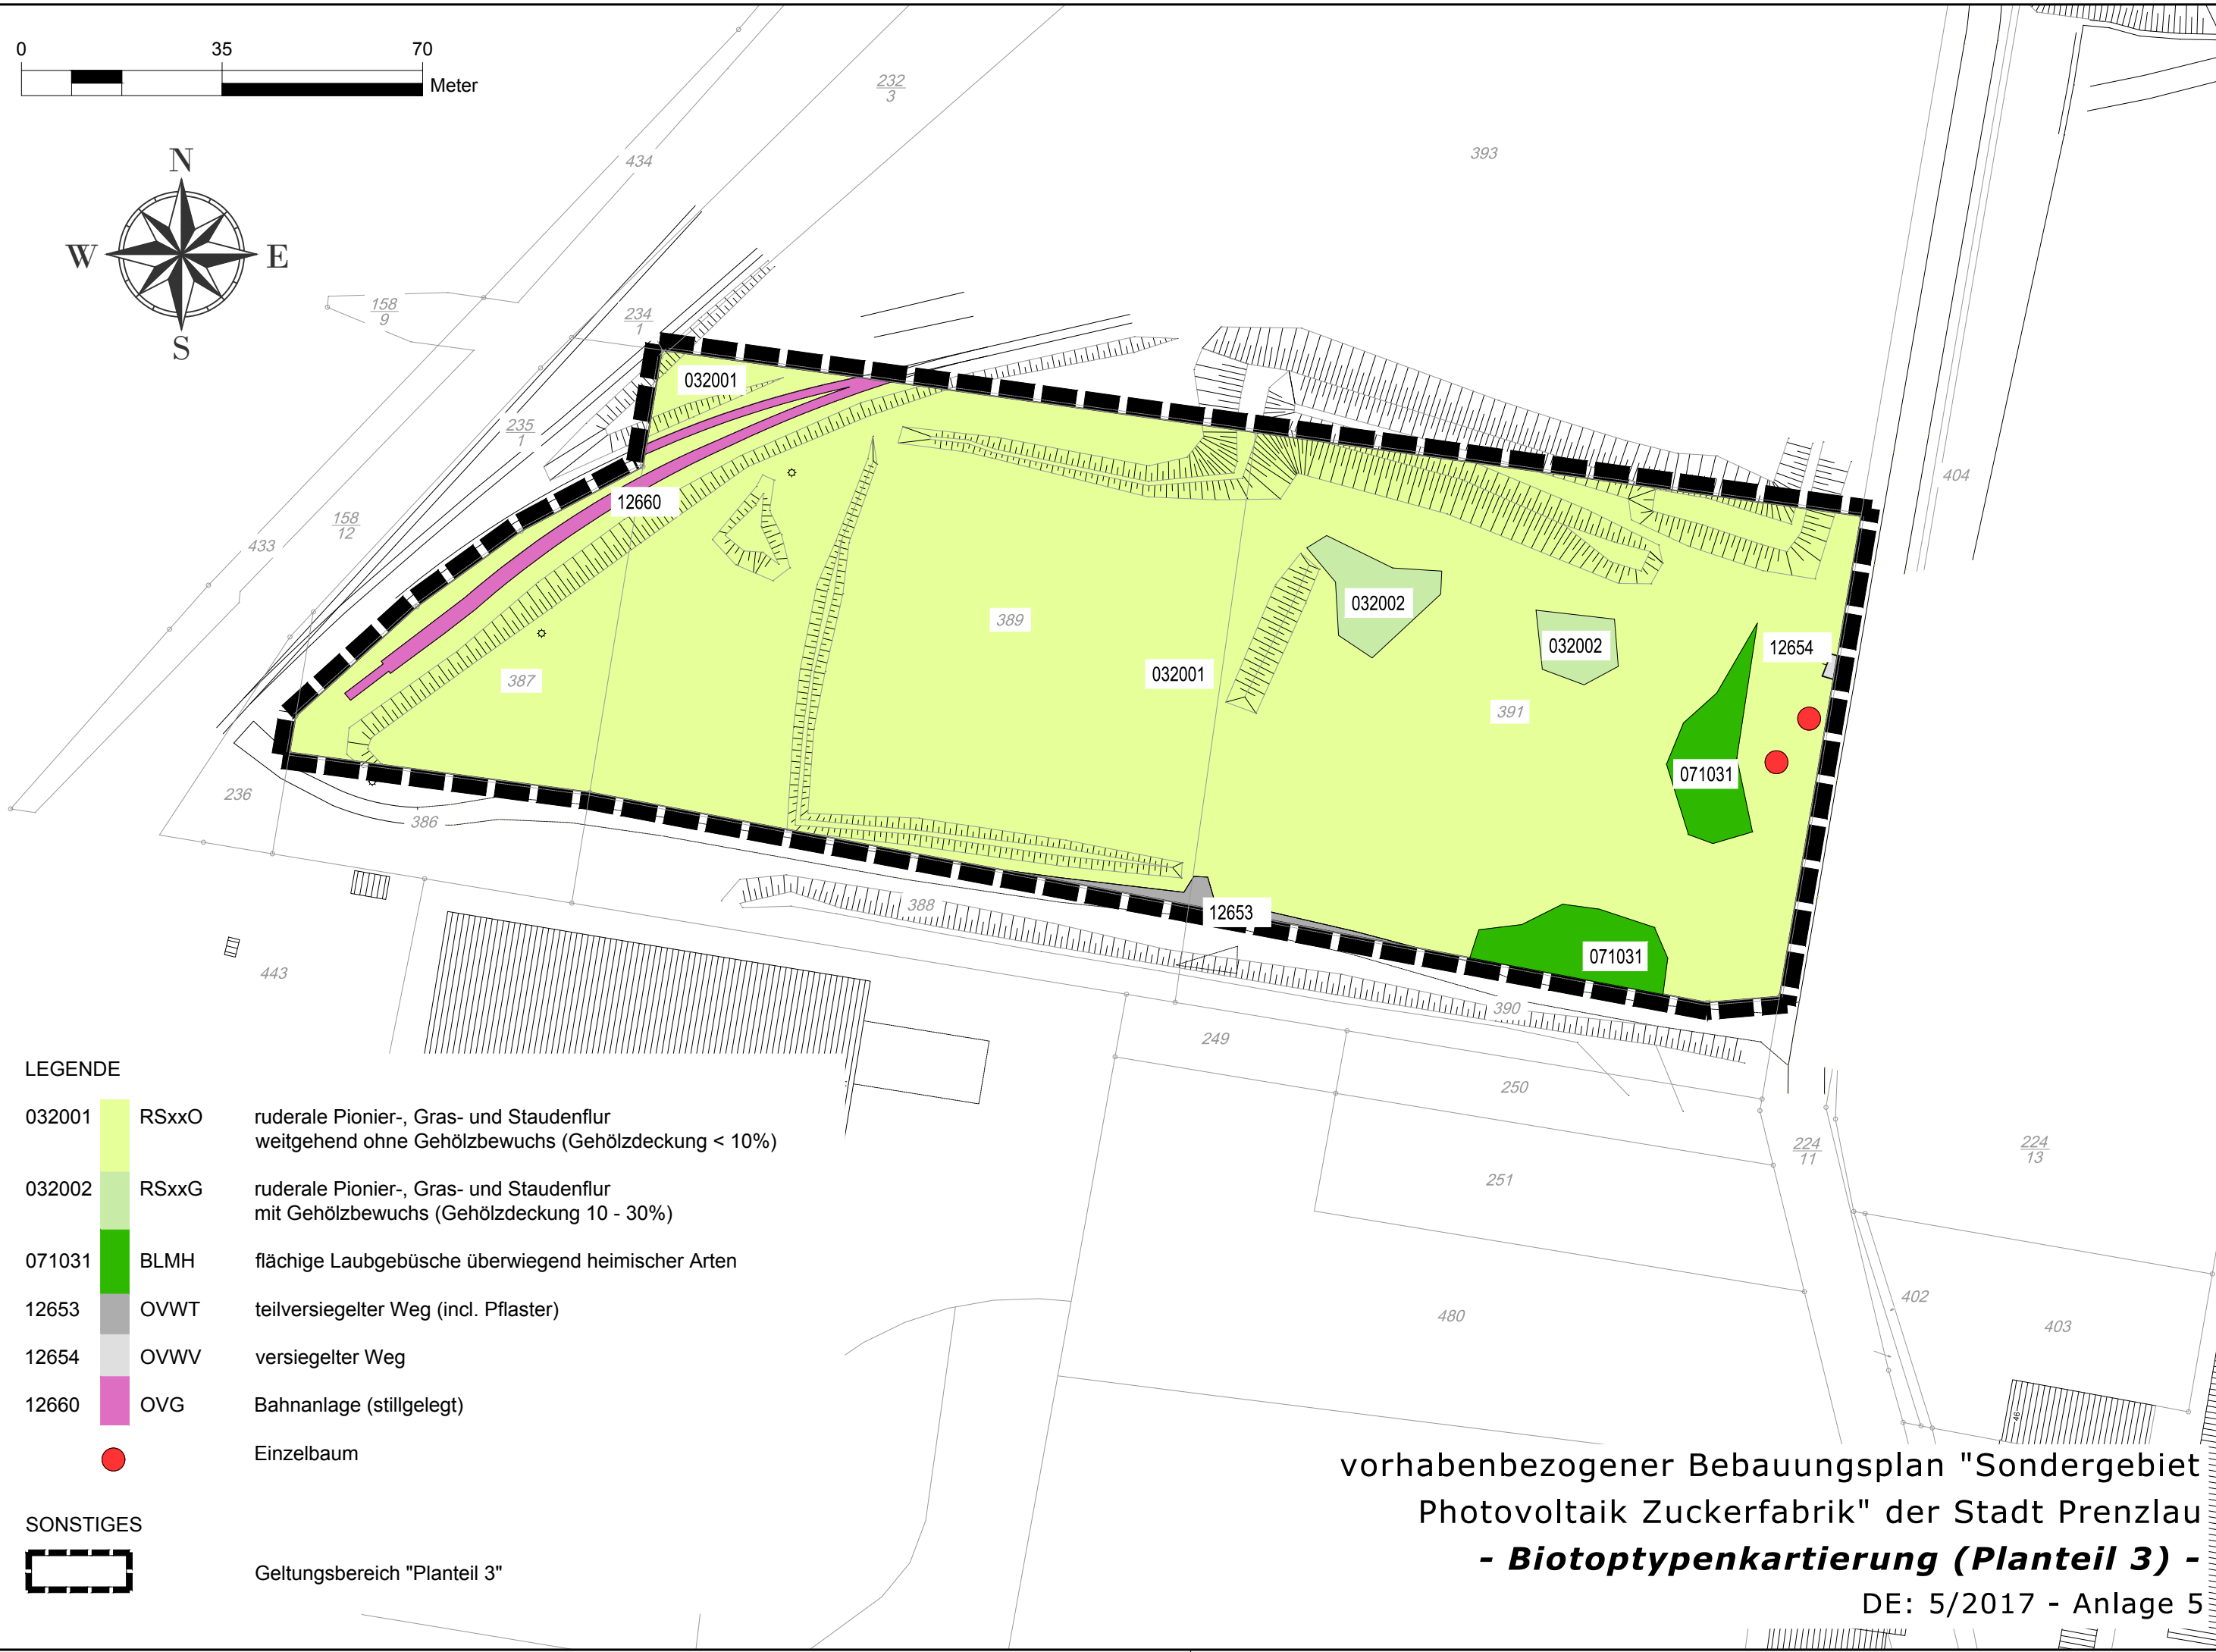 0 35 70
Meter
N
W E
S
232
3
434
393
158
9
234
1
032001
235
1
404
12660
158
12
433
032002
389
032002
12654
032001
387
391
071031
236
386
388
12653
071031
443
390
249
250
224
11
224
13
251
402
403
480
46
LEGENDE
032001 RSxxO ruderale Pionier-, Gras- und Staudenflur
weitgehend ohne Gehölzbewuchs (Gehölzdeckung < 10%)
032002 RSxxG ruderale Pionier-, Gras- und Staudenflur
mit Gehölzbewuchs (Gehölzdeckung 10 - 30%)
071031 BLMH flächige Laubgebüsche überwiegend heimischer Arten
12653 OVWT teilversiegelter Weg (incl. Pflaster)
12654 OVWV versiegelter Weg
12660 OVG Bahnanlage (stillgelegt)
Einzelbaum
SONSTIGES
Geltungsbereich "Planteil 3"
vorhabenbezogener Bebauungsplan "Sondergebiet
Photovoltaik Zuckerfabrik" der Stadt Prenzlau
- Biotoptypenkartierung (Planteil 3) -
DE: 5/2017 - Anlage 5